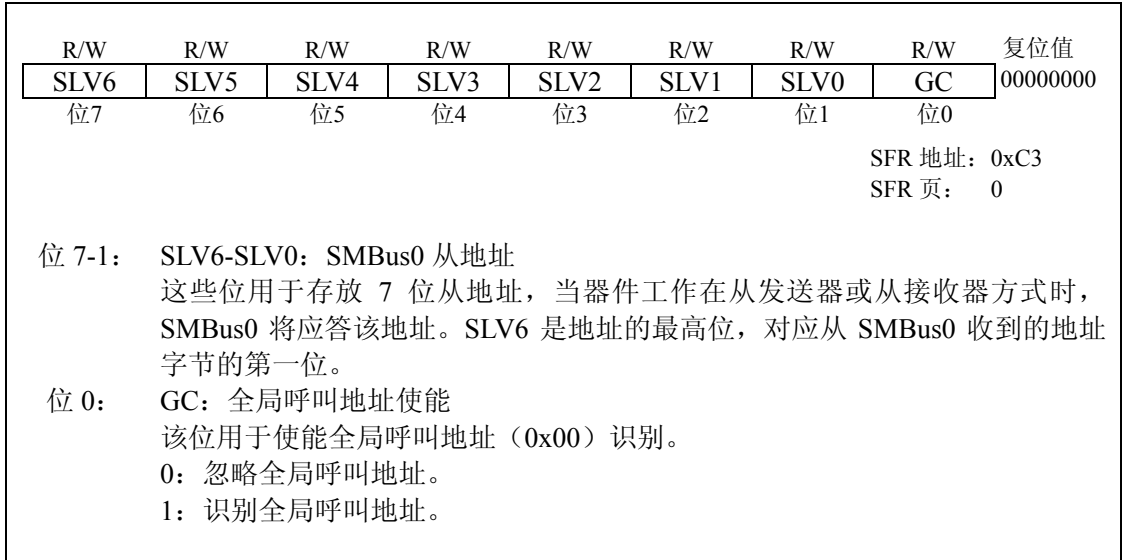 R/W R/W R/W R/W R/W R/W R/W R/W 复位值
SLV6 SLV5 SLV4 SLV3 SLV2 SLV1 SLV0 GC 00000000
位7 位6 位5 位4 位3 位2 位1 位0
SFR 地址：0xC3
SFR 页： 0
位 7-1： SLV6-SLV0：SMBus0 从地址
这些位用于存放 7 位从地址，当器件工作在从发送器或从接收器方式时，
SMBus0 将应答该地址。SLV6 是地址的最高位，对应从 SMBus0 收到的地址
字节的第一位。
位 0： GC：全局呼叫地址使能
该位用于使能全局呼叫地址（0x00）识别。
0：忽略全局呼叫地址。
1：识别全局呼叫地址。